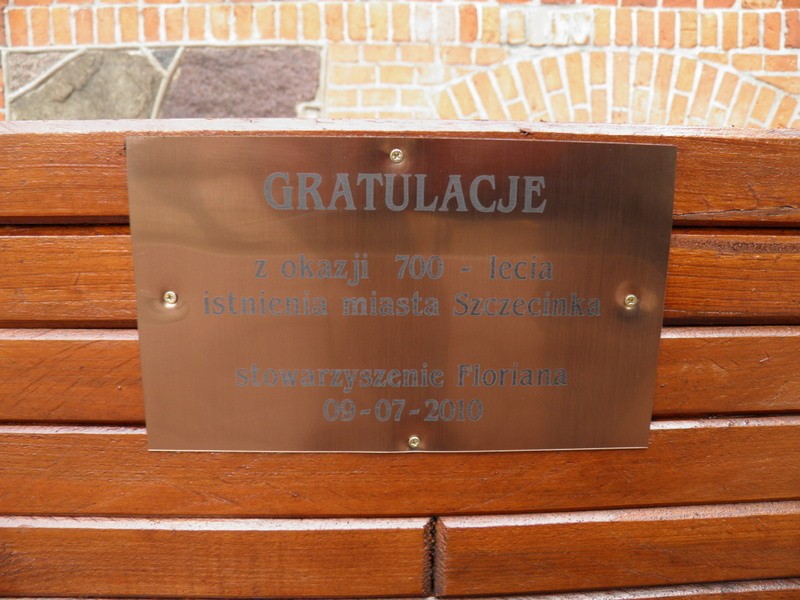 GRATULACJE
z okazji 700 - lecia
istnienia miasta Szczecinka
stowarzyszenie Floriana
09-07-2010